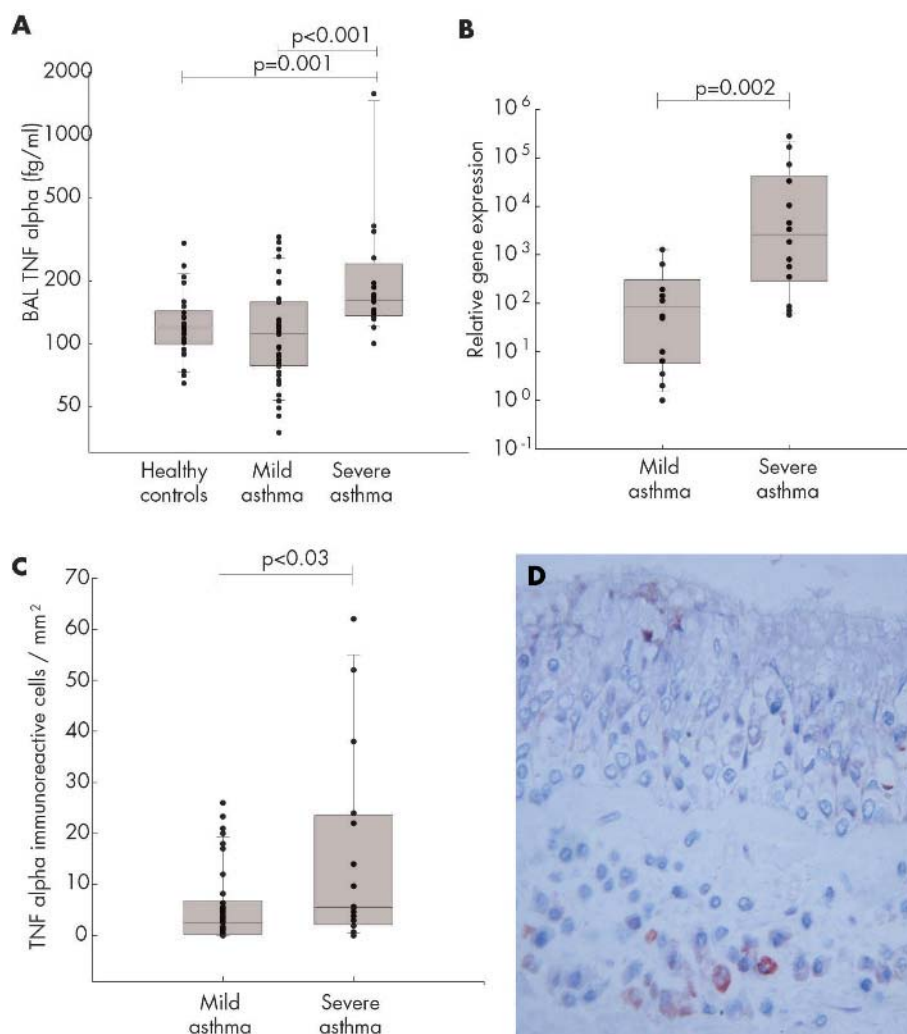 A
p<0.001
p=0.001
BAL TNF alpha (fg/ml)
2000
1000
500
200
100
50
Healthy controls
Mild asthma
Severe asthma
B
p=0.002
Relative gene expression
10^6
10^5
10^4
10^3
10^2
10^1
10^0
10^-1
Mild asthma
Severe asthma
C
p<0.03
TNF alpha immunoreactive cells / mm²
70
60
50
40
30
20
10
0
Mild asthma
Severe asthma
D